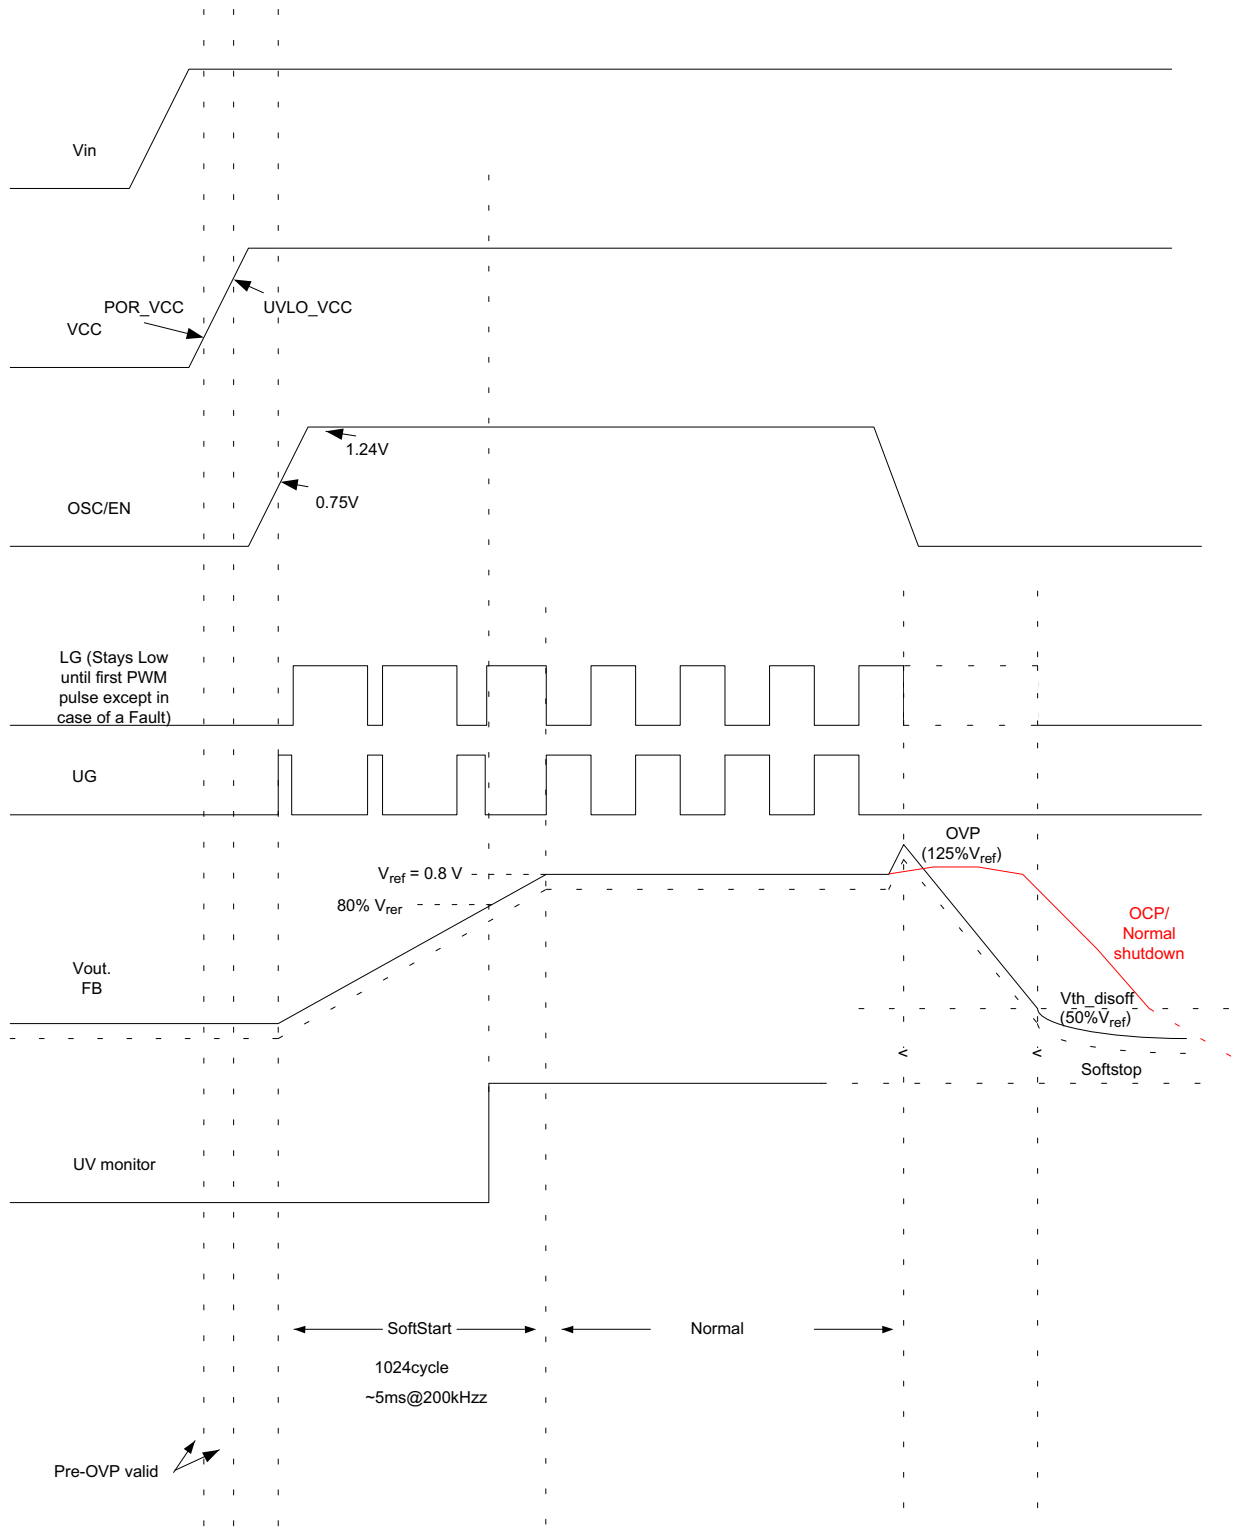 Vin
POR_VCC
UVLO_VCC
VCC
1.24V
0.75V
OSC/EN
LG (Stays Low
until first PWM
pulse except in
case of a Fault)
UG
OVP
(125%Vref)
Vref = 0.8 V
80% Vrer
OCP/
Normal
shutdown
Vout.
FB
Vth_disoff
(50%Vref)
Softstop
UV monitor
SoftStart
Normal
1024cycle
~5ms@200kHzz
Pre-OVP valid